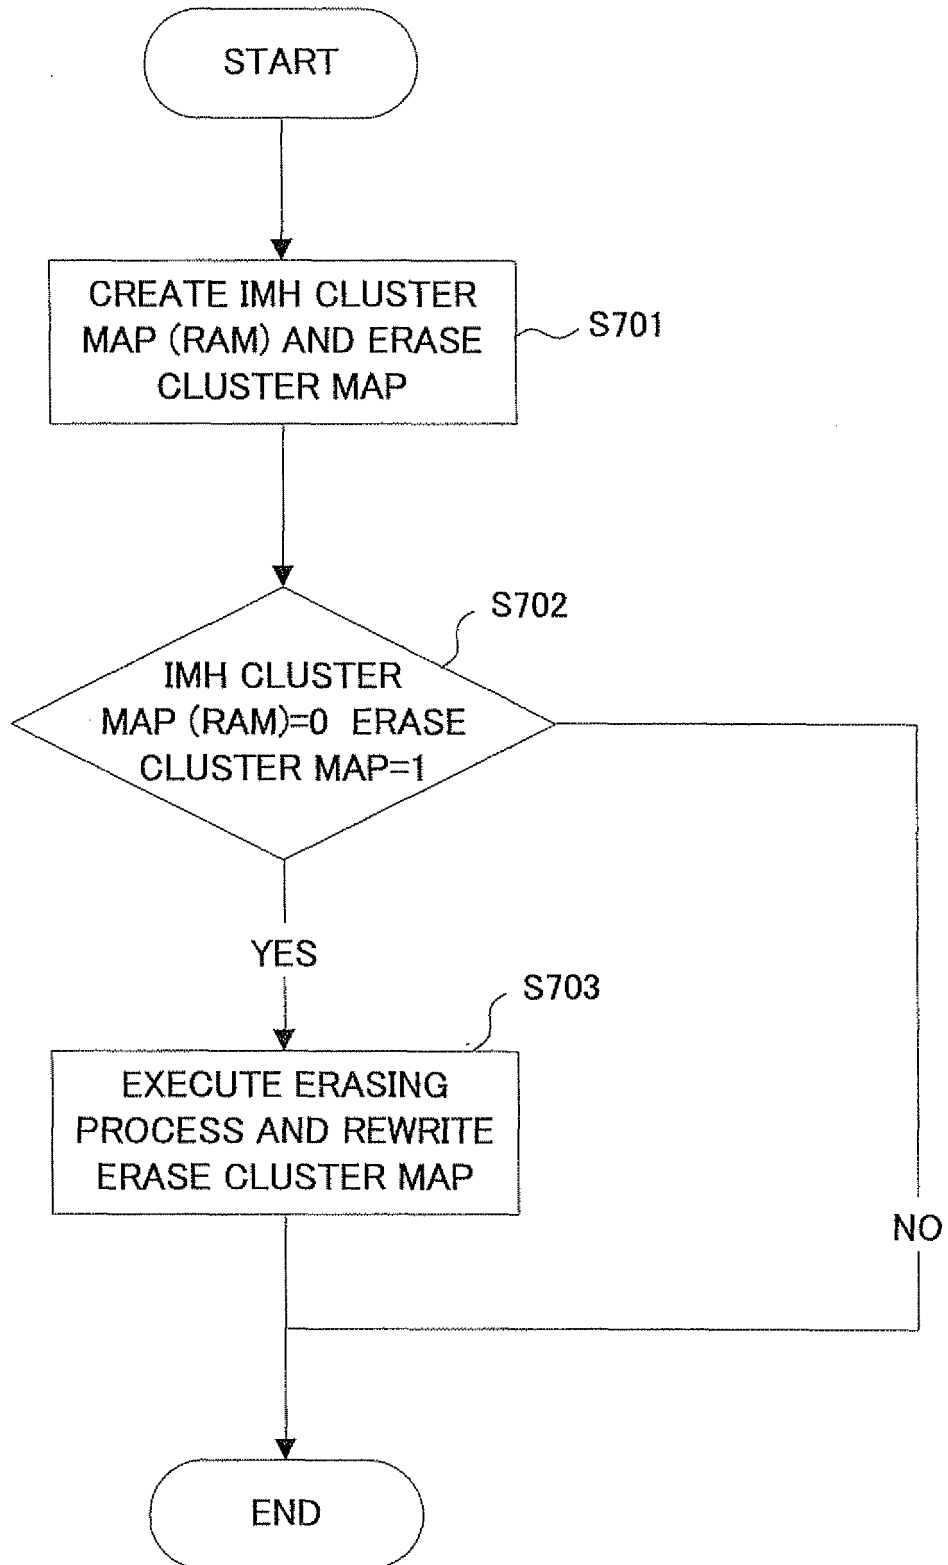 START
CREATE IMH CLUSTER
MAP (RAM) AND ERASE
CLUSTER MAP
S701
S702
IMH CLUSTER
MAP (RAM)=0 ERASE
CLUSTER MAP=1
YES
S703
EXECUTE ERASING
PROCESS AND REWRITE
ERASE CLUSTER MAP
NO
END